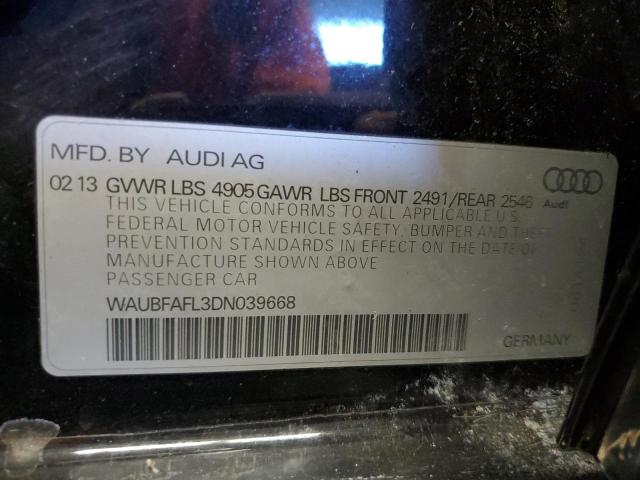 MFD. BY AUDI AG
02 13 GVWR LBS 4905 GAWR LBS FRONT 2491/REAR 2546
Audi
THIS VEHICLE CONFORMS TO ALL APPLICABLE U.S.
FEDERAL MOTOR VEHICLE SAFETY, BUMPER AND THEFT
PREVENTION STANDARDS IN EFFECT ON THE DATE OF
MANUFACTURE SHOWN ABOVE
PASSENGER CAR
WAUBFAFL3DN039668
GERMANY